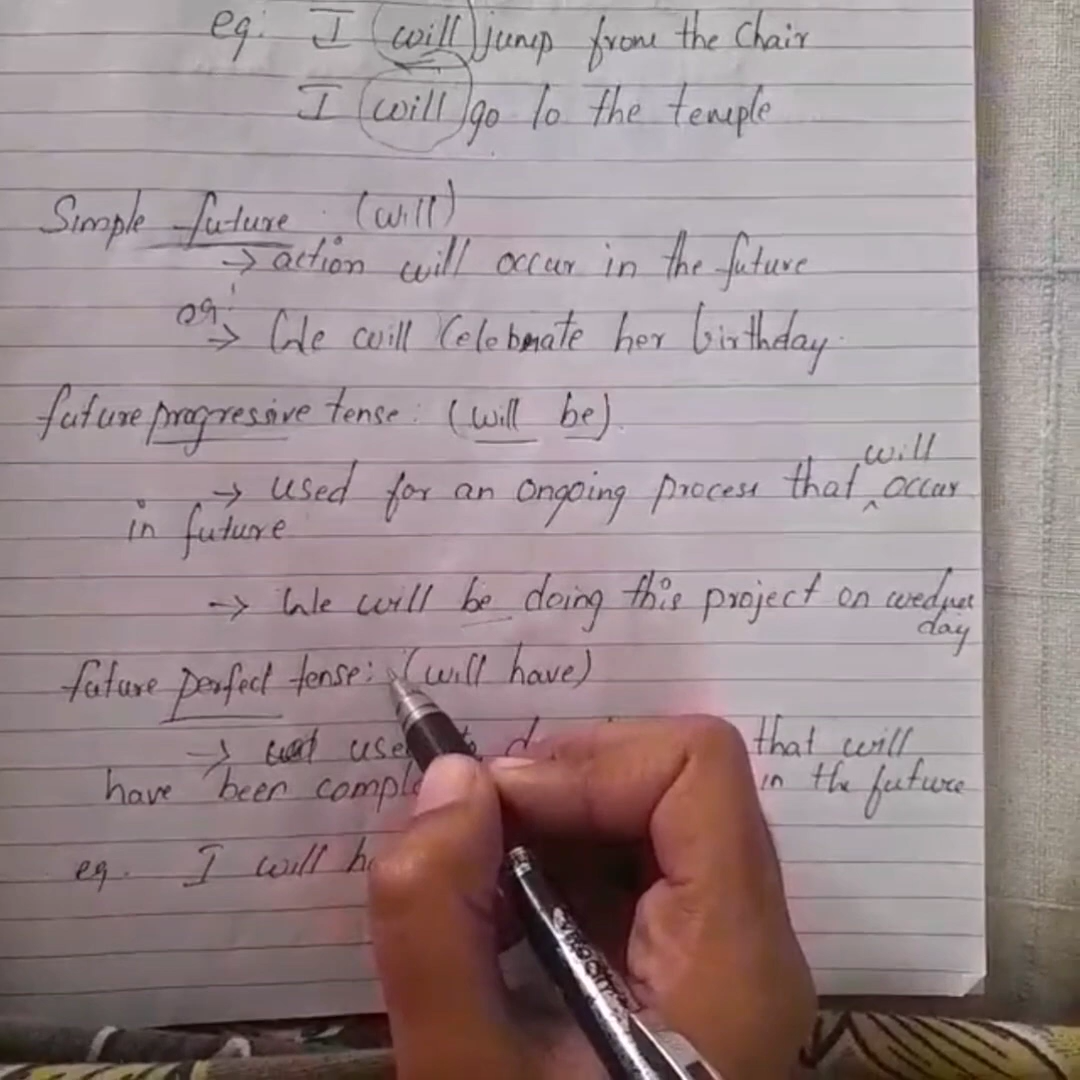 eg: I will jump from the Chair
I will go to the temple
Simple future (will)
→ action will occur in the future
eg:
→ We will Celebrate her birthday.
future progressive tense: (will be)
will
→ used for an ongoing process that ^ occur
in future
→ We will be doing this project on wednes
day
future perfect tense: (will have)
→ that will
have been in the future
eg. I will